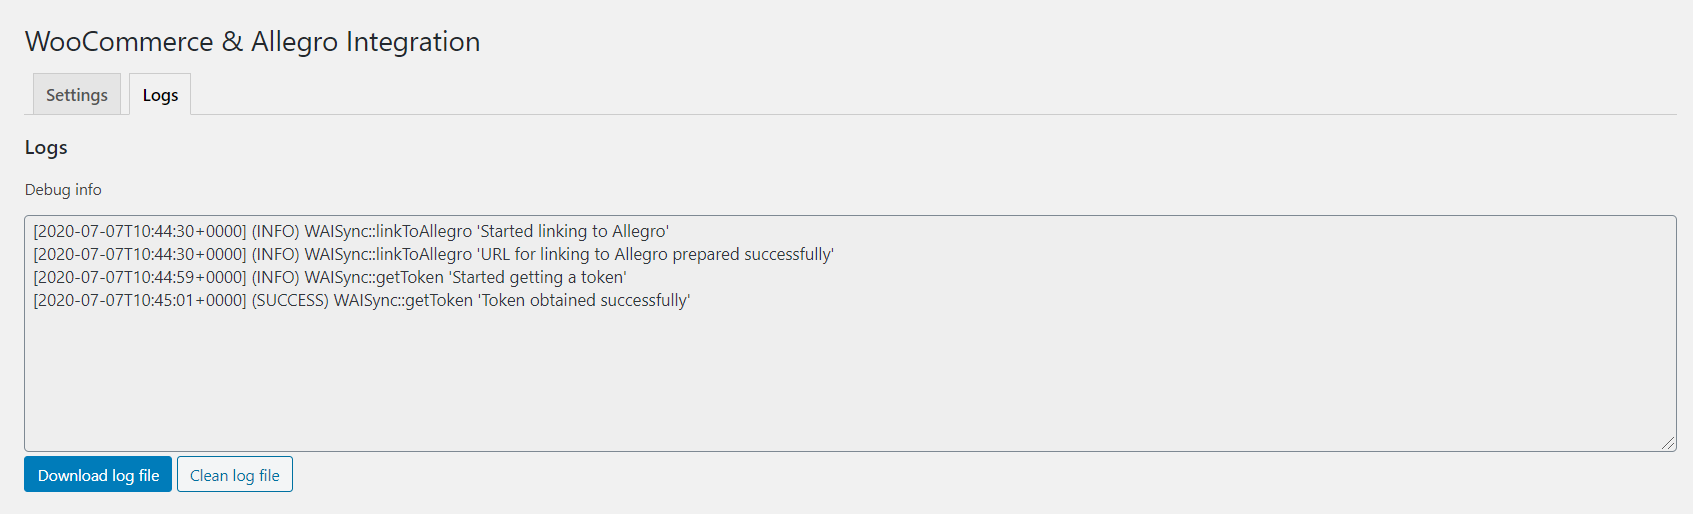 WooCommerce & Allegro Integration
Settings
Logs
Logs
Debug info
[2020-07-07T10:44:30+0000] (INFO) WAISync::linkToAllegro 'Started linking to Allegro'
[2020-07-07T10:44:30+0000] (INFO) WAISync::linkToAllegro 'URL for linking to Allegro prepared successfully'
[2020-07-07T10:44:59+0000] (INFO) WAISync::getToken 'Started getting a token'
[2020-07-07T10:45:01+0000] (SUCCESS) WAISync::getToken 'Token obtained successfully'
Download log file
Clean log file